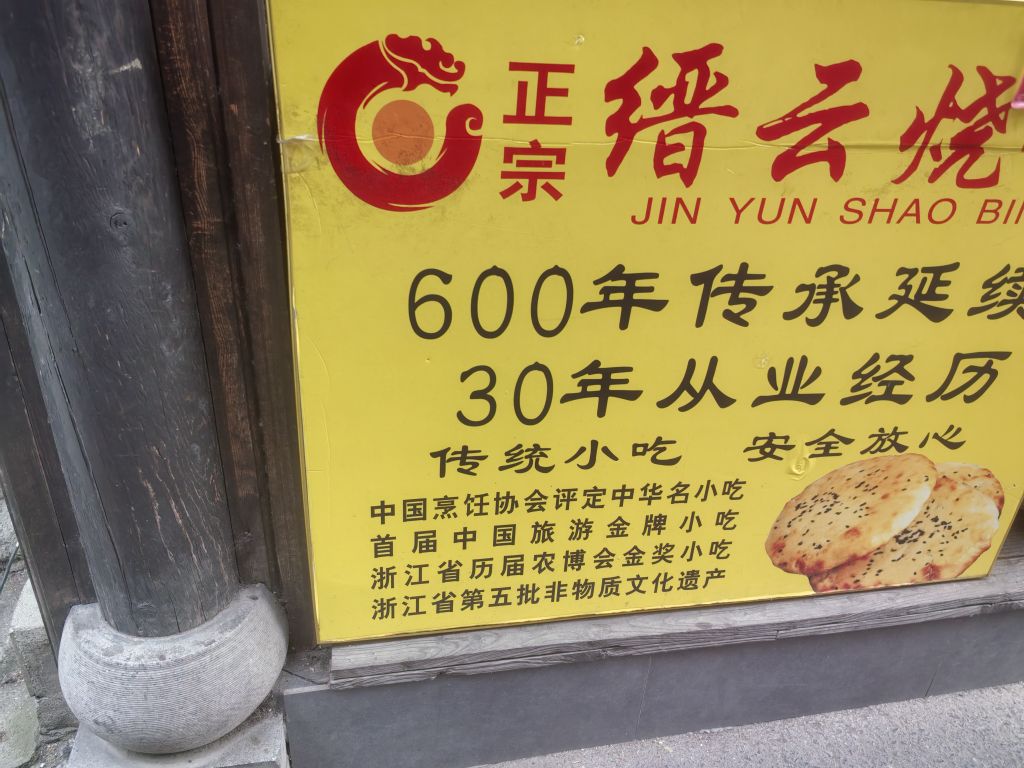 正宗
缙云烧
JIN YUN SHAO BIN
600年传承延续
30年从业经历
传统小吃 安全放心
中国烹饪协会评定中华名小吃
首届中国旅游金牌小吃
浙江省历届农博会金奖小吃
浙江省第五批非物质文化遗产